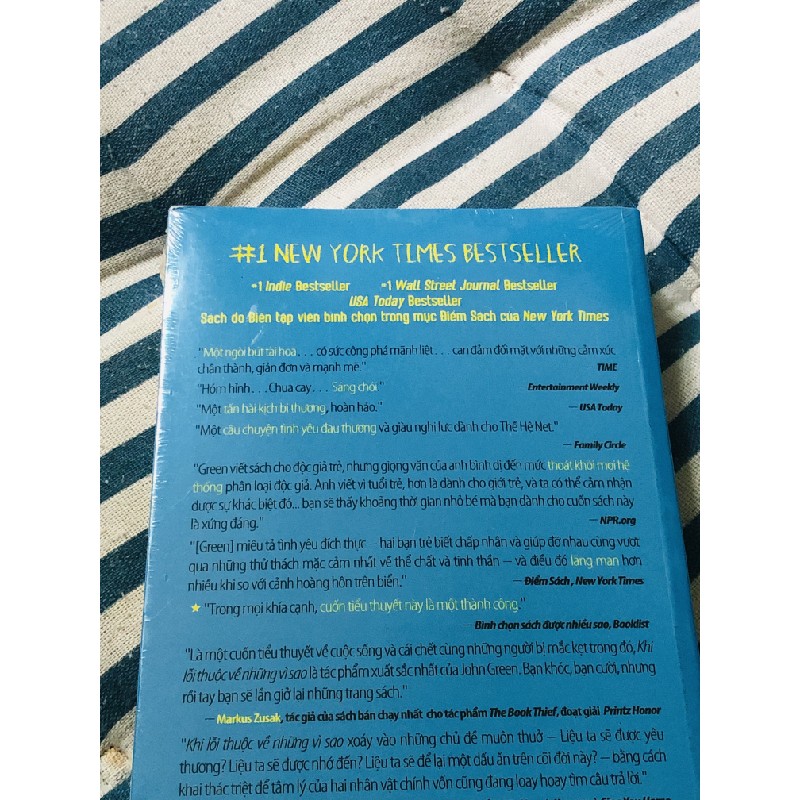 #1 NEW YORK TIMES BESTSELLER
#1 Indie Bestseller #1 Wall Street Journal Bestseller
USA Today Bestseller
Sách do Biên tập viên bình chọn trong mục Điểm Sách của New York Times
"Một ngòi bút tài hoa... có sức công phá mãnh liệt... can đảm đối mặt với những cảm xúc
chân thành, giản đơn và mạnh mẽ." TIME
"Hóm hỉnh...Chua cay... Sáng chói" Entertainment Weekly
"Một tấn hài kịch bi thương, hoàn hảo." — USA Today
"Một câu chuyện tình yêu đau thương và giàu nghị lực dành cho Thế Hệ Net."
— Family Circle
"Green viết sách cho độc giả trẻ, nhưng giọng văn của anh bình dị đến mức thoát khỏi mọi hệ
thống phân loại độc giả. Anh viết vì tuổi trẻ, hơn là dành cho giới trẻ, và ta có thể cảm nhận
được sự khác biệt đó... bạn sẽ thấy khoảng thời gian nhỏ bé mà bạn dành cho cuốn sách này
là xứng đáng." — NPR.org
"[Green] miêu tả tình yêu đích thực — hai bạn trẻ biết chấp nhận và giúp đỡ nhau cùng vượt
qua những thử thách mặc cảm nhất về thể chất và tinh thần — và điều đó lãng mạn hơn
nhiều khi so với cảnh hoàng hôn trên biển." — Điểm Sách, New York Times
★ "Trong mọi khía cạnh, cuốn tiểu thuyết này là một thành công."
Bình chọn sách được nhiều sao, Booklist
"Là một cuốn tiểu thuyết về cuộc sống và cái chết cùng những người bị mắc kẹt trong đó, Khi
lỗi thuộc về những vì sao là tác phẩm xuất sắc nhất của John Green. Bạn khóc, bạn cười, nhưng
rồi tay bạn sẽ lần giở lại những trang sách."
— Markus Zusak, tác giả của sách bán chạy nhất cho tác phẩm The Book Thief, đoạt giải Printz Honor
"Khi lỗi thuộc về những vì sao xoáy vào những chủ đề muôn thuở — Liệu ta sẽ được yêu
thương? Liệu ta sẽ được nhớ đến? Liệu ta sẽ để lại một dấu ấn trên cõi đời này? — bằng cách
khai thác triệt để tâm lý của hai nhân vật chính vốn cũng đang loay hoay tìm câu trả lời."